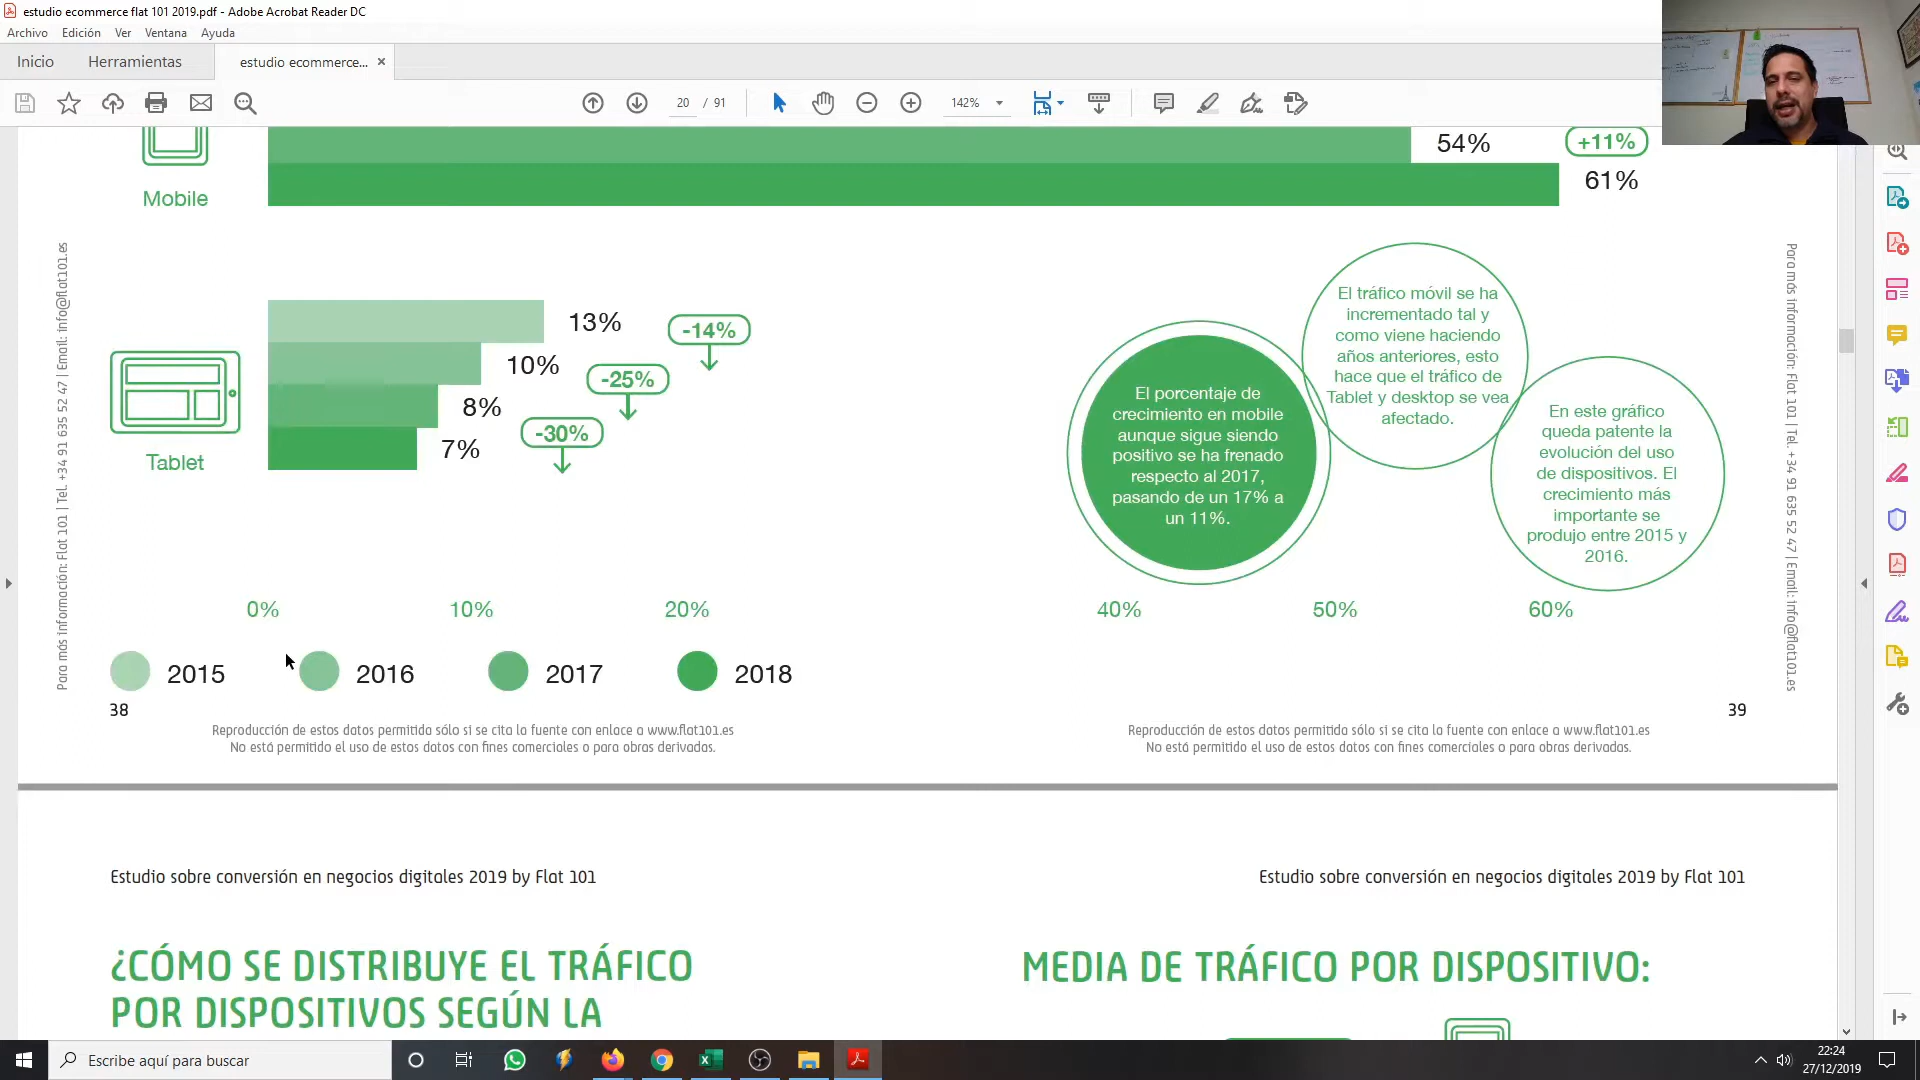 estudio ecommerce flat 101 2019.pdf - Adobe Acrobat Reader DC
Archivo Edición Ver Ventana Ayuda
Inicio Herramientas estudio ecommerce... ×
20 / 91 142%
54% +11%
61%
Mobile
13% -14%
10% -25%
8% -30%
7%
Tablet
El porcentaje de
crecimiento en mobile
aunque sigue siendo
positivo se ha frenado
respecto al 2017,
pasando de un 17% a
un 11%.
El tráfico móvil se ha
incrementado tal y
como viene haciendo
años anteriores, esto
hace que el tráfico de
Tablet y desktop se vea
afectado.
En este gráfico
queda patente la
evolución del uso
de dispositivos. El
crecimiento más
importante se
produjo entre 2015 y
2016.
0% 10% 20% 40% 50% 60%
2015 2016 2017 2018
38 39
Para más información: Flat 101 | Tel. +34 91 635 52 47 | Email: info@flat101.es
Para más información: Flat 101 | Tel. +34 91 635 52 47 | Email: info@flat101.es
Reproducción de estos datos permitida sólo si se cita la fuente con enlace a www.flat101.es
No está permitido el uso de estos datos con fines comerciales o para obras derivadas.
Reproducción de estos datos permitida sólo si se cita la fuente con enlace a www.flat101.es
No está permitido el uso de estos datos con fines comerciales o para obras derivadas.
Estudio sobre conversión en negocios digitales 2019 by Flat 101
Estudio sobre conversión en negocios digitales 2019 by Flat 101
¿CÓMO SE DISTRIBUYE EL TRÁFICO
POR DISPOSITIVOS SEGÚN LA
MEDIA DE TRÁFICO POR DISPOSITIVO:
Escribe aquí para buscar
22:24
27/12/2019